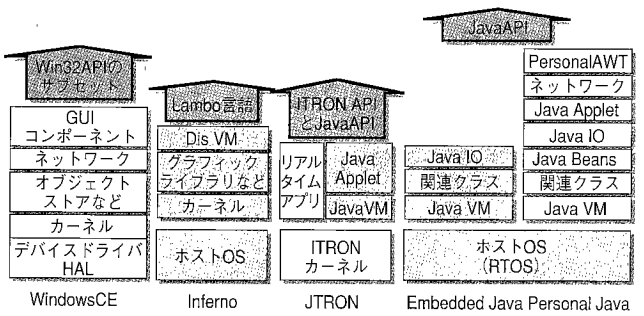 JavaAPI
Win32APIの
サブセット
GUI
コンポーネント
ネットワーク
オブジェクト
ストアなど
カーネル
デバイスドライバ
HAL
WindowsCE
Lambo言語
Dis VM
グラフィック
ライブラリなど
カーネル
ホストOS
Inferno
ITRON API
とJavaAPI
リアル
タイム
アプリ
Java
Applet
JavaVM
ITRON
カーネル
JTRON
Java IO
関連クラス
Java VM
PersonalAWT
ネットワーク
Java Applet
Java IO
Java Beans
関連クラス
Java VM
ホストOS
(RTOS)
Embedded Java Personal Java